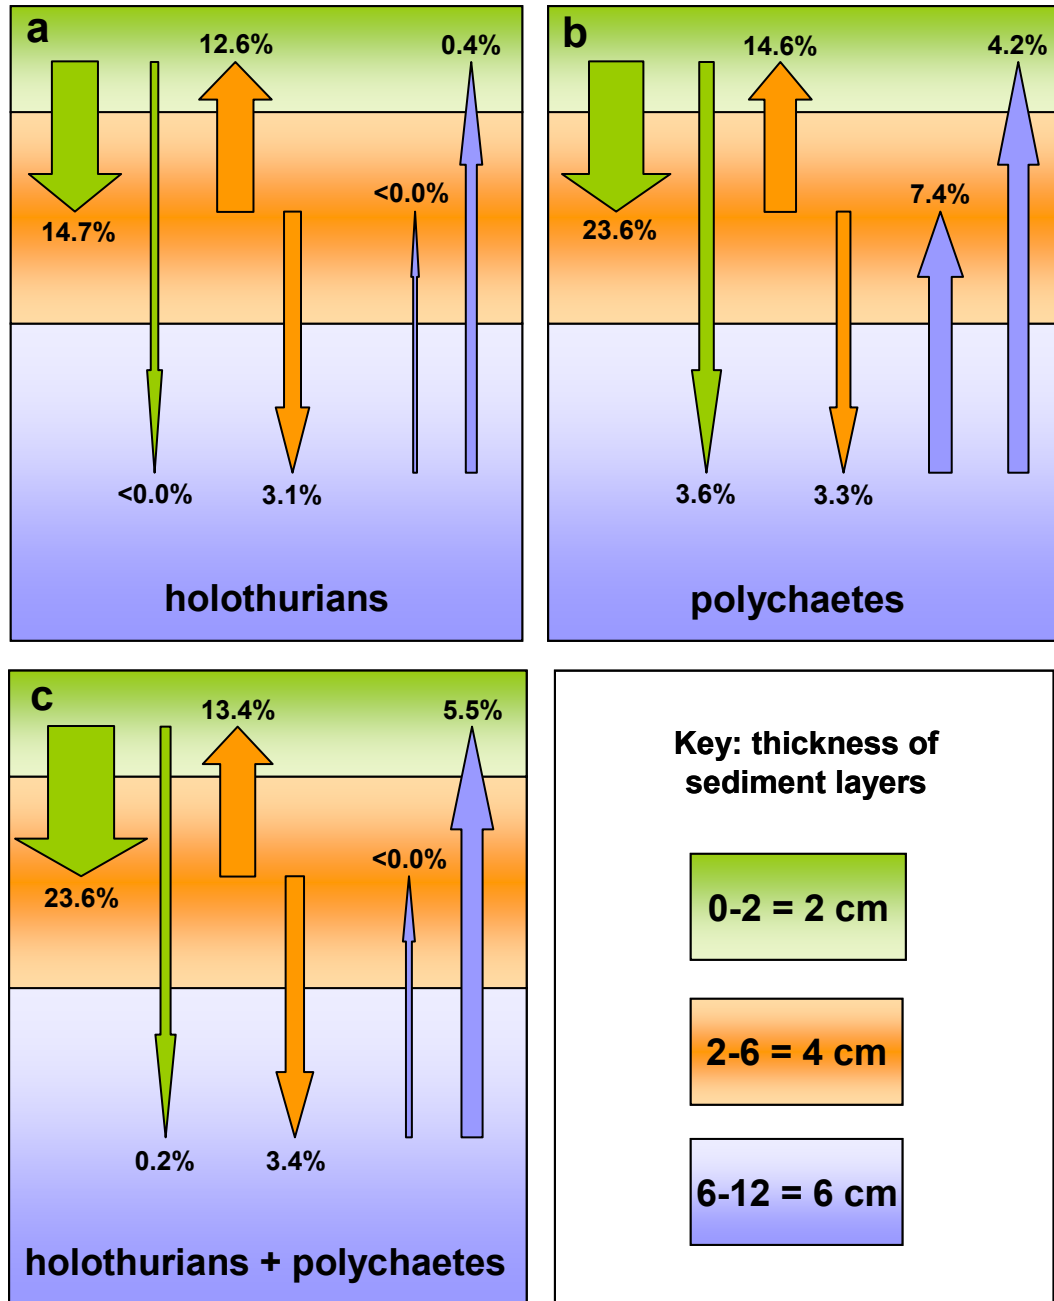 a
12.6%
0.4%
<0.0%
14.7%
<0.0%
3.1%
holothurians
b
14.6%
4.2%
7.4%
23.6%
3.6%
3.3%
polychaetes
c
13.4%
5.5%
<0.0%
23.6%
0.2%
3.4%
holothurians + polychaetes
Key: thickness of
sediment layers
0-2 = 2 cm
2-6 = 4 cm
6-12 = 6 cm